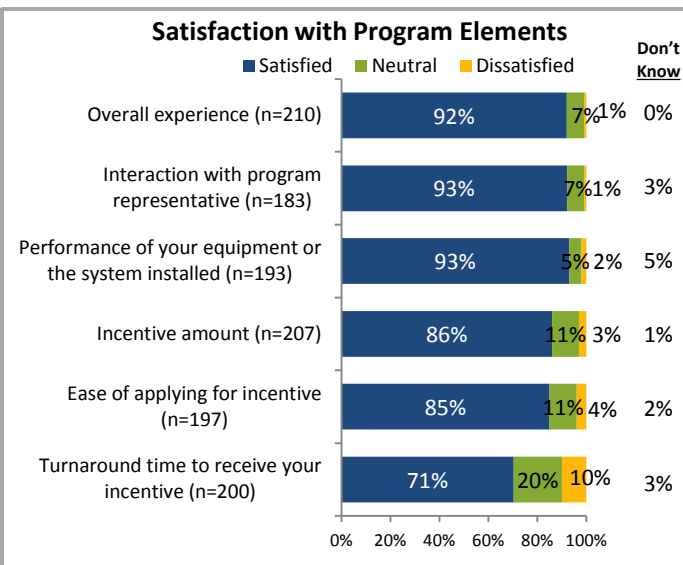 Satisfaction with Program Elements
Don't
Know
Satisfied Neutral Dissatisfied
Overall experience (n=210) 92% 7% 1% 0%
Interaction with program
representative (n=183) 93% 7% 1% 3%
Performance of your equipment or
the system installed (n=193) 93% 5% 2% 5%
Incentive amount (n=207) 86% 11% 3% 1%
Ease of applying for incentive
(n=197) 85% 11% 4% 2%
Turnaround time to receive your
incentive (n=200) 71% 20% 10% 3%
0% 20% 40% 60% 80% 100%